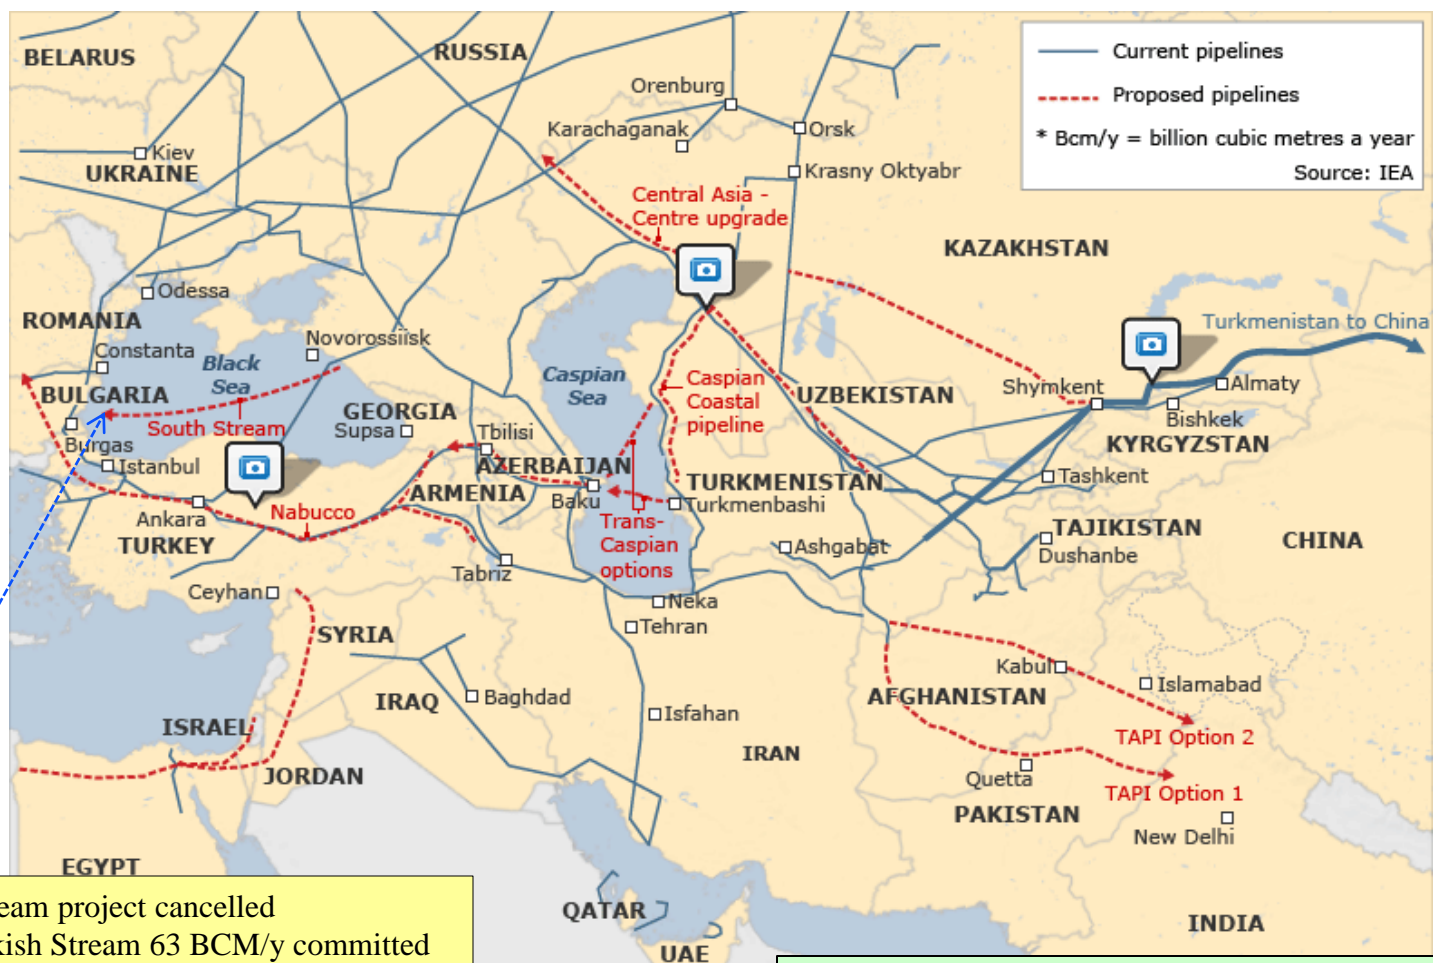 BELARUS
RUSSIA
Current pipelines
Proposed pipelines
* Bcm/y = billion cubic metres a year
Source: IEA
Orenburg
Karachaganak
Orsk
Krasny Oktyabr
Kiev
UKRAINE
Central Asia -
Centre upgrade
KAZAKHSTAN
Odessa
ROMANIA
Constanta
Novorossiisk
Black
Sea
Turkmenistan to China
BULGARIA
South Stream
Burgas
GEORGIA
Supsa
Tbilisi
Caspian
Sea
Caspian
Coastal
pipeline
UZBEKISTAN
Shymkent
Almaty
Bishkek
KYRGYZSTAN
Istanbul
AZERBAIJAN
ARMENIA
Baku
TURKMENISTAN
Turkmenbashi
Tashkent
Ankara
Nabucco
TURKEY
Trans-
Caspian
options
Ashgabat
TAJIKISTAN
Dushanbe
CHINA
Tabriz
Ceyhan
Neka
Tehran
SYRIA
Kabul
Islamabad
IRAQ
Baghdad
Isfahan
AFGHANISTAN
ISRAEL
TAPI Option 2
IRAN
JORDAN
Quetta
TAPI Option 1
PAKISTAN
New Delhi
EGYPT
QATAR
INDIA
UAE
eam project cancelled
kish Stream 63 BCM/y committed